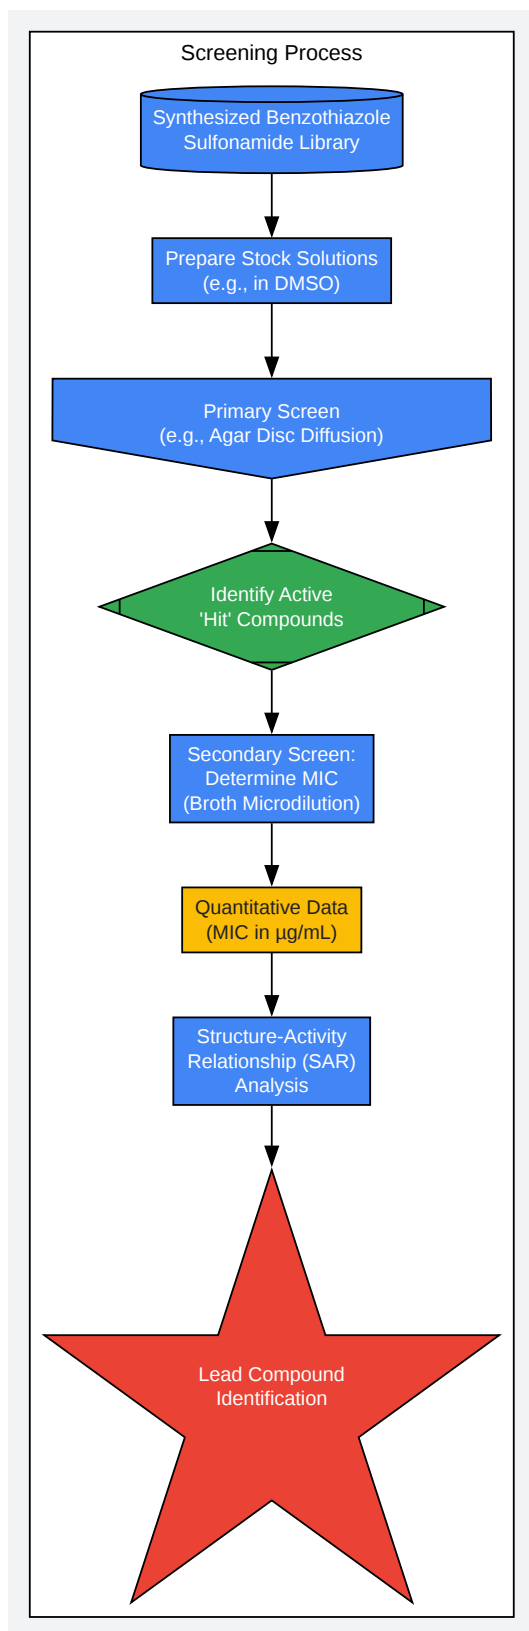 Screening Process
Synthesized Benzothiazole
Sulfonamide Library
Prepare Stock Solutions
(e.g., in DMSO)
Primary Screen
(e.g., Agar Disc Diffusion)
Identify Active
'Hit' Compounds
Secondary Screen:
Determine MIC
(Broth Microdilution)
Quantitative Data
(MIC in µg/mL)
Structure-Activity
Relationship (SAR)
Analysis
Lead Compound
Identification